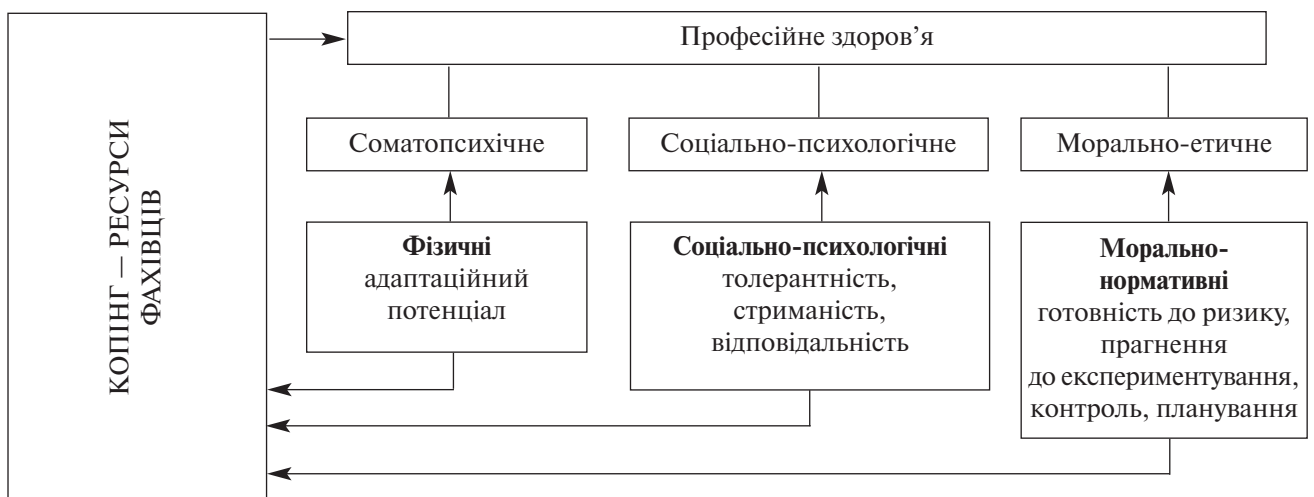 КОПІНГ — РЕСУРСИ
ФАХІВЦІВ
Професійне здоров’я
Соматопсихічне
Соціально-психологічне
Морально-етичне
Фізичні
адаптаційний
потенціал
Соціально-психологічні
толерантність,
стриманість,
відповідальність
Морально-
нормативні
готовність до ризику,
прагнення
до експериментування,
контроль, планування